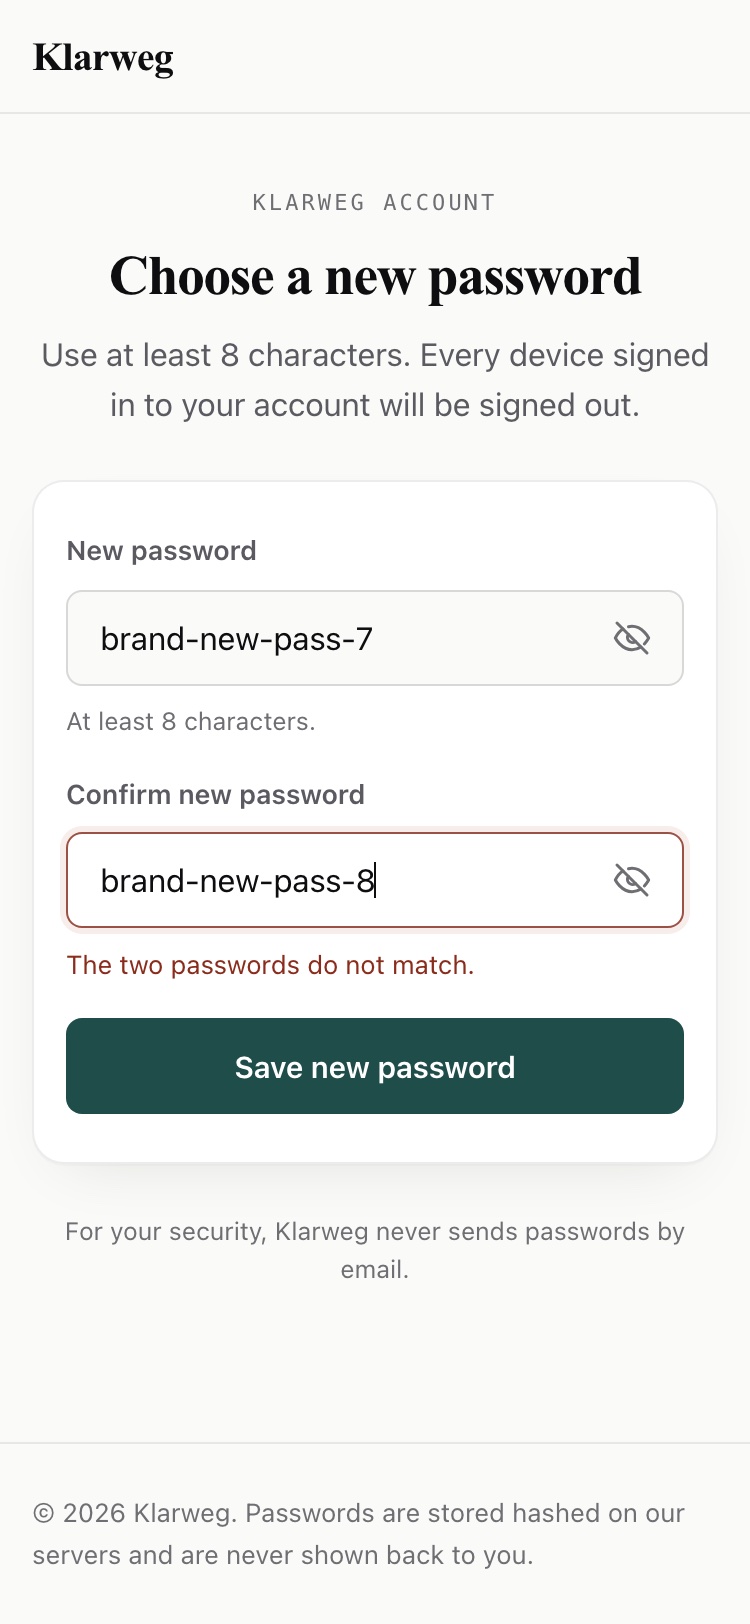 Klarweg
KLARWEG ACCOUNT
Choose a new password
Use at least 8 characters. Every device signed
in to your account will be signed out.
New password
brand-new-pass-7
At least 8 characters.
Confirm new password
brand-new-pass-8
The two passwords do not match.
Save new password
For your security, Klarweg never sends passwords by
email.
© 2026 Klarweg. Passwords are stored hashed on our
servers and are never shown back to you.